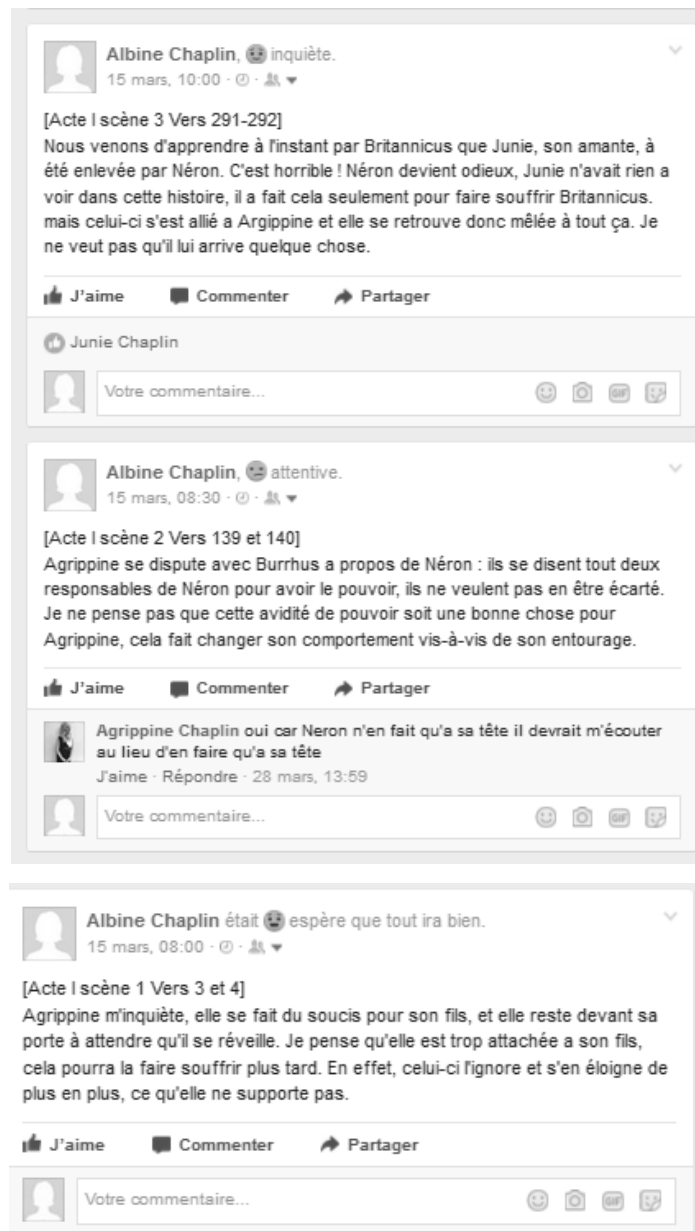 Albine Chaplin, inquiète.
15 mars, 10:00
[Acte I scène 3 Vers 291-292]
Nous venons d'apprendre à l'instant par Britannicus que Junie, son amante, à
été enlevée par Néron. C'est horrible ! Néron devient odieux, Junie n'avait rien a
voir dans cette histoire, il a fait cela seulement pour faire souffrir Britannicus.
mais celui-ci s'est allié a Argippine et elle se retrouve donc mêlée à tout ça. Je
ne veut pas qu'il lui arrive quelque chose.
J'aime Commenter Partager
Junie Chaplin
Votre commentaire...
GIF
Albine Chaplin, attentive.
15 mars, 08:30
[Acte I scène 2 Vers 139 et 140]
Agrippine se dispute avec Burrhus a propos de Néron : ils se disent tout deux
responsables de Néron pour avoir le pouvoir, ils ne veulent pas en être écarté.
Je ne pense pas que cette avidité de pouvoir soit une bonne chose pour
Agrippine, cela fait changer son comportement vis-à-vis de son entourage.
J'aime Commenter Partager
Agrippine Chaplin oui car Neron n'en fait qu'a sa tête il devrait m'écouter
au lieu d'en faire qu'a sa tête
J'aime · Répondre · 28 mars, 13:59
Votre commentaire...
GIF
Albine Chaplin était espère que tout ira bien.
15 mars, 08:00
[Acte I scène 1 Vers 3 et 4]
Agrippine m'inquiète, elle se fait du soucis pour son fils, et elle reste devant sa
porte à attendre qu'il se réveille. Je pense qu'elle est trop attachée a son fils,
cela pourra la faire souffrir plus tard. En effet, celui-ci l'ignore et s'en éloigne de
plus en plus, ce qu'elle ne supporte pas.
J'aime Commenter Partager
Votre commentaire...
GIF